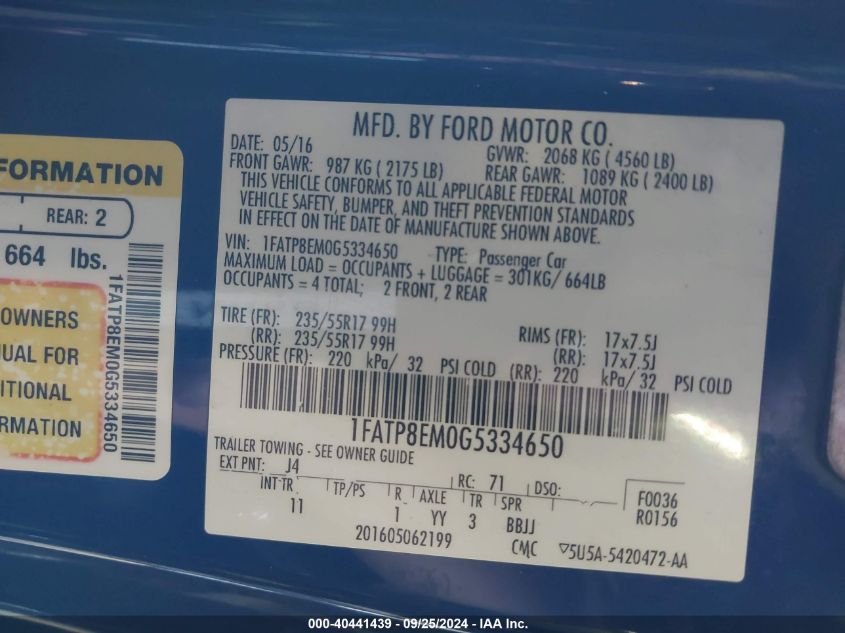 FORMATION
REAR: 2
664 lbs.
OWNERS
UAL FOR
ITIONAL
RMATION
1FATP8EM0G5334650
MFD. BY FORD MOTOR CO.
DATE: 05/16 GVWR: 2068 KG ( 4560 LB)
FRONT GAWR: 987 KG ( 2175 LB) REAR GAWR: 1089 KG ( 2400 LB)
THIS VEHICLE CONFORMS TO ALL APPLICABLE FEDERAL MOTOR
VEHICLE SAFETY, BUMPER, AND THEFT PREVENTION STANDARDS
IN EFFECT ON THE DATE OF MANUFACTURE SHOWN ABOVE.
VIN: 1FATP8EM0G5334650 TYPE: Passenger Car
MAXIMUM LOAD = OCCUPANTS + LUGGAGE = 301KG/ 664LB
OCCUPANTS = 4 TOTAL; 2 FRONT, 2 REAR
TIRE (FR): 235/55R17 99H RIMS (FR): 17x7.5J
(RR): 235/55R17 99H (RR): 17x7.5J
PRESSURE (FR): 220 kPa/ 32 PSI COLD (RR): 220 kPa/32 PSI COLD
1FATP8EM0G5334650
TRAILER TOWING - SEE OWNER GUIDE
EXT PNT: J4 RC: 71 DSO: F0036
INT TR TP/PS R AXLE TR SPR R0156
11 1 YY 3 BBJJ
201605062199 CMC ▽5U5A-5420472-AA
000-40441439 - 09/25/2024 - IAA Inc.